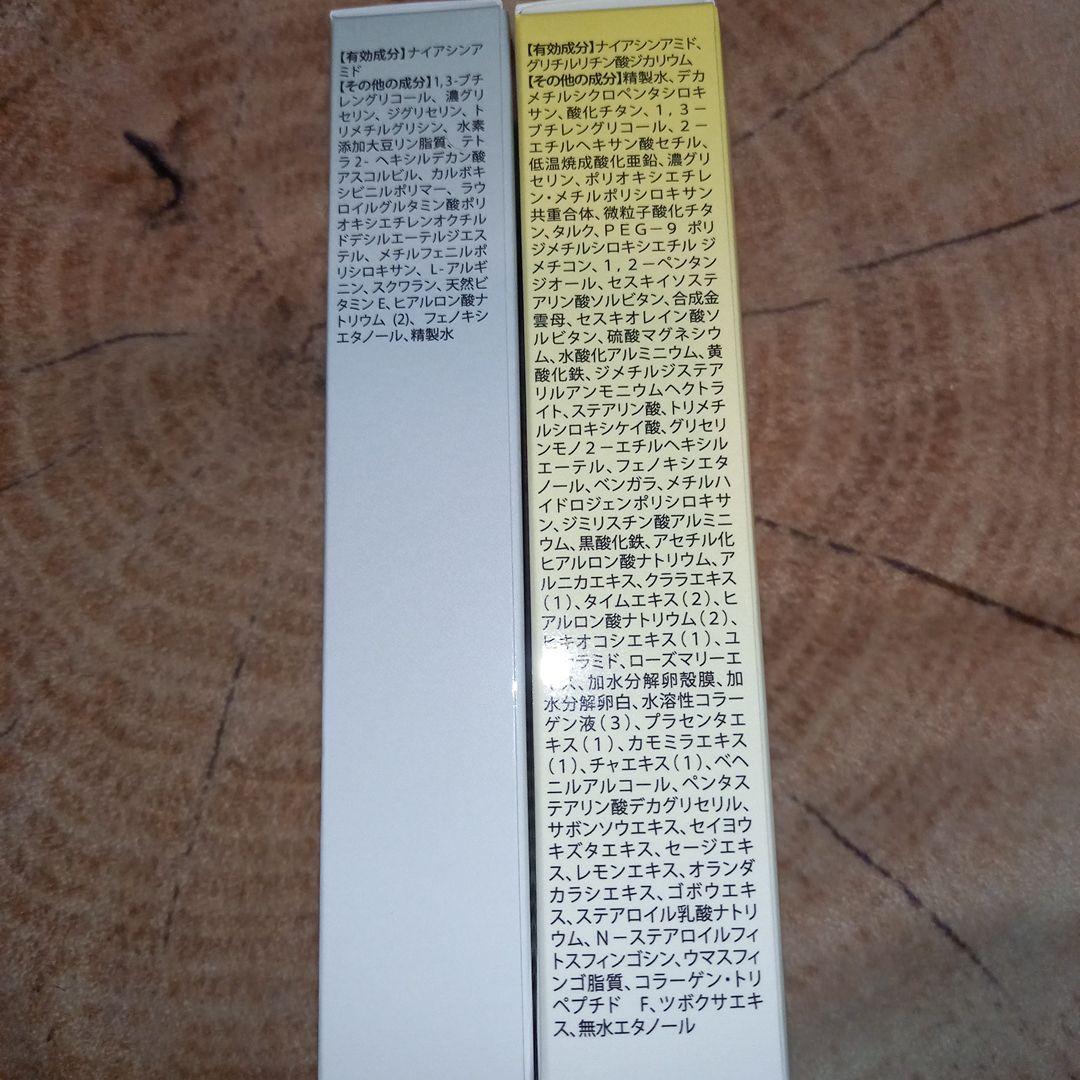 【有効成分】ナイアシンア
ミド
【その他の成分】1,3-ブチ
レングリコール、濃グリ
セリン、ジグリセリン、ト
リメチルグリシン、水素
添加大豆リン脂質、テト
ラ2-ヘキシルデカン酸
アスコルビル、カルボキ
シビニルポリマー、ラウ
ロイルグルタミン酸ポリ
オキシエチレンオクチル
ドデシルエーテルジエス
テル、メチルフェニルポ
リシロキサン、L-アルギ
ニン、スクワラン、天然ビ
タミンE、ヒアルロン酸ナ
トリウム(2)、フェノキシ
エタノール、精製水
【有効成分】ナイアシンアミド、
グリチルリチン酸ジカリウム
【その他の成分】精製水、デカ
メチルシクロペンタシロキ
サン、酸化チタン、1,3－
ブチレングリコール、2－
エチルヘキサン酸セチル、
低温焼成酸化亜鉛、濃グリ
セリン、ポリオキシエチレ
ン・メチルポリシロキサン
共重合体、微粒子酸化チタ
ン、タルク、PEG－9 ポリ
ジメチルシロキシエチル ジ
メチコン、1,2－ペンタン
ジオール、セスキイソステ
アリン酸ソルビタン、合成金
雲母、セスキオレイン酸ソ
ルビタン、硫酸マグネシウ
ム、水酸化アルミニウム、黄
酸化鉄、ジメチルジステア
リルアンモニウムヘクトラ
イト、ステアリン酸、トリメチ
ルシロキシケイ酸、グリセリ
ンモノ2－エチルヘキシル
エーテル、フェノキシエタ
ノール、ベンガラ、メチルハ
イドロジェンポリシロキサ
ン、ジミリスチン酸アルミニ
ウム、黒酸化鉄、アセチル化
ヒアルロン酸ナトリウム、ア
ルニカエキス、クララエキス
(1)、タイムエキス(2)、ヒ
アルロン酸ナトリウム(2)、
ヒキオコシエキス(1)、ユ
ラミド、ローズマリーエ
ス、加水分解卵殻膜、加
水分解卵白、水溶性コラー
ゲン液(3)、プラセンタエ
キス(1)、カモミラエキス
(1)、チャエキス(1)、ベヘ
ニルアルコール、ペンタス
テアリン酸デカグリセリル、
サボンソウエキス、セイヨウ
キズタエキス、セージエキ
ス、レモンエキス、オランダ
カラシエキス、ゴボウエキ
ス、ステアロイル乳酸ナトリ
ウム、N－ステアロイルフィ
トスフィンゴシン、ウマスフィ
ンゴ脂質、コラーゲン・トリ
ペプチド F、ツボクサエキ
ス、無水エタノール